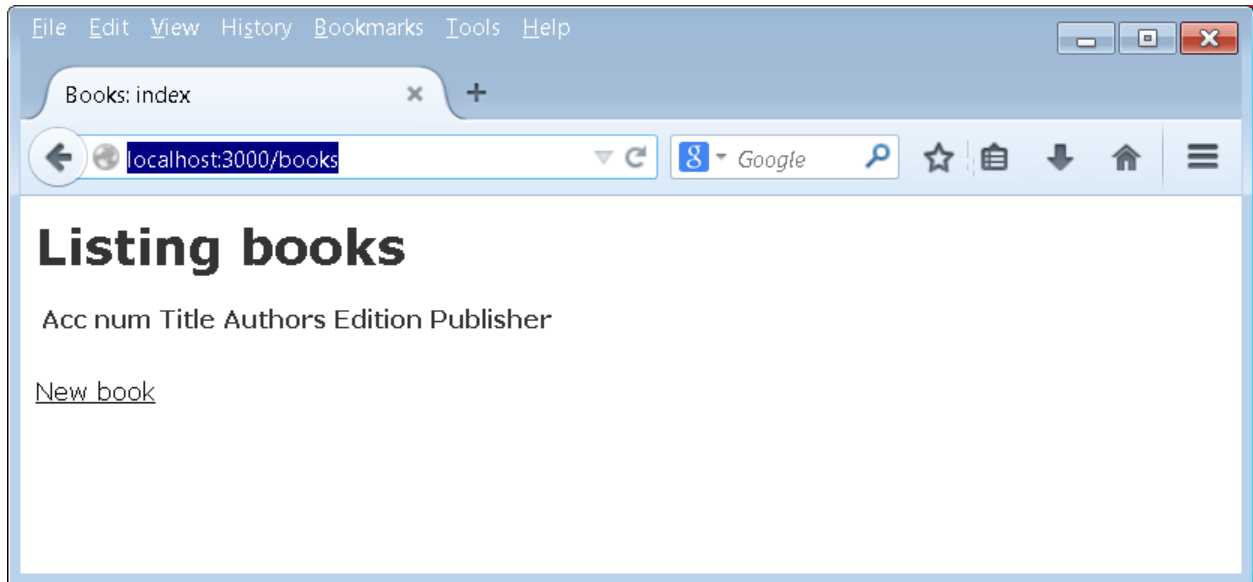 File Edit View History Bookmarks Tools Help
Books: index
localhost:3000/books
8 Google
Listing books
Acc num Title Authors Edition Publisher
New book